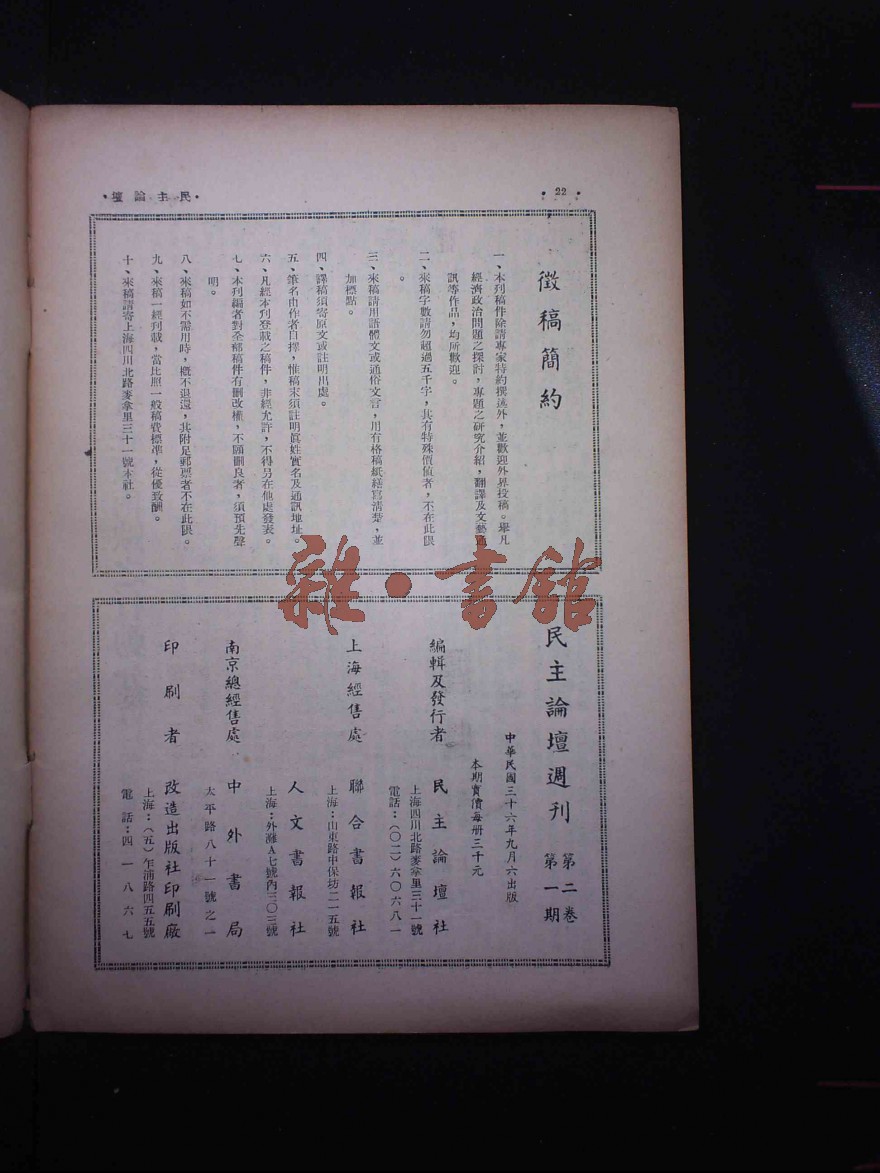 • 22 •
•民主論壇•
徵稿簡約
一、本刊稿件除請專家特約撰述外，並歡迎外界投稿。舉凡
經濟政治問題之探討，專題之研究介紹，翻譯及文藝通
訊等作品，均所歡迎。
二、來稿字數請勿超過五千字，其有特殊價值者，不在此限
。
三、來稿請用語體文或通俗文言，用有格稿紙繕寫清楚，並
加標點。
四、譯稿須寄原文或註明出處。
五、筆名由作者自擇，惟稿末須註明眞姓實名及通訊地址。
六、凡經本刊登載之稿件，非經允許，不得另在他處發表。
七、本刊編者對全部稿件有刪改權，不願刪良者，須預先聲
明。
八、來稿如不需用時，概不退還，其附足郵票者不在此限。
九、來稿一經刊載，當比照一般稿費標準，從優致酬。
十、來稿請寄上海四川北路麥拿里三十一號本社。
雜•書館
民主論壇週刊
第二卷
第一期
中華民國三十六年九月六出版
本期實價每冊三千元
編輯及發行者
民主論壇社
上海四川北路麥拿里三十一號
電話：（〇二）六〇六八一
上海經售處
聯合書報社
上海：山東路中保坊二一五號
人文書報社
上海：外灘A七號內三〇三號
南京總經售處
中外書局
太平路八十一號之一
印刷者
改造出版社印刷廠
上海：（五）乍浦路四五五號
電話：四一八六七